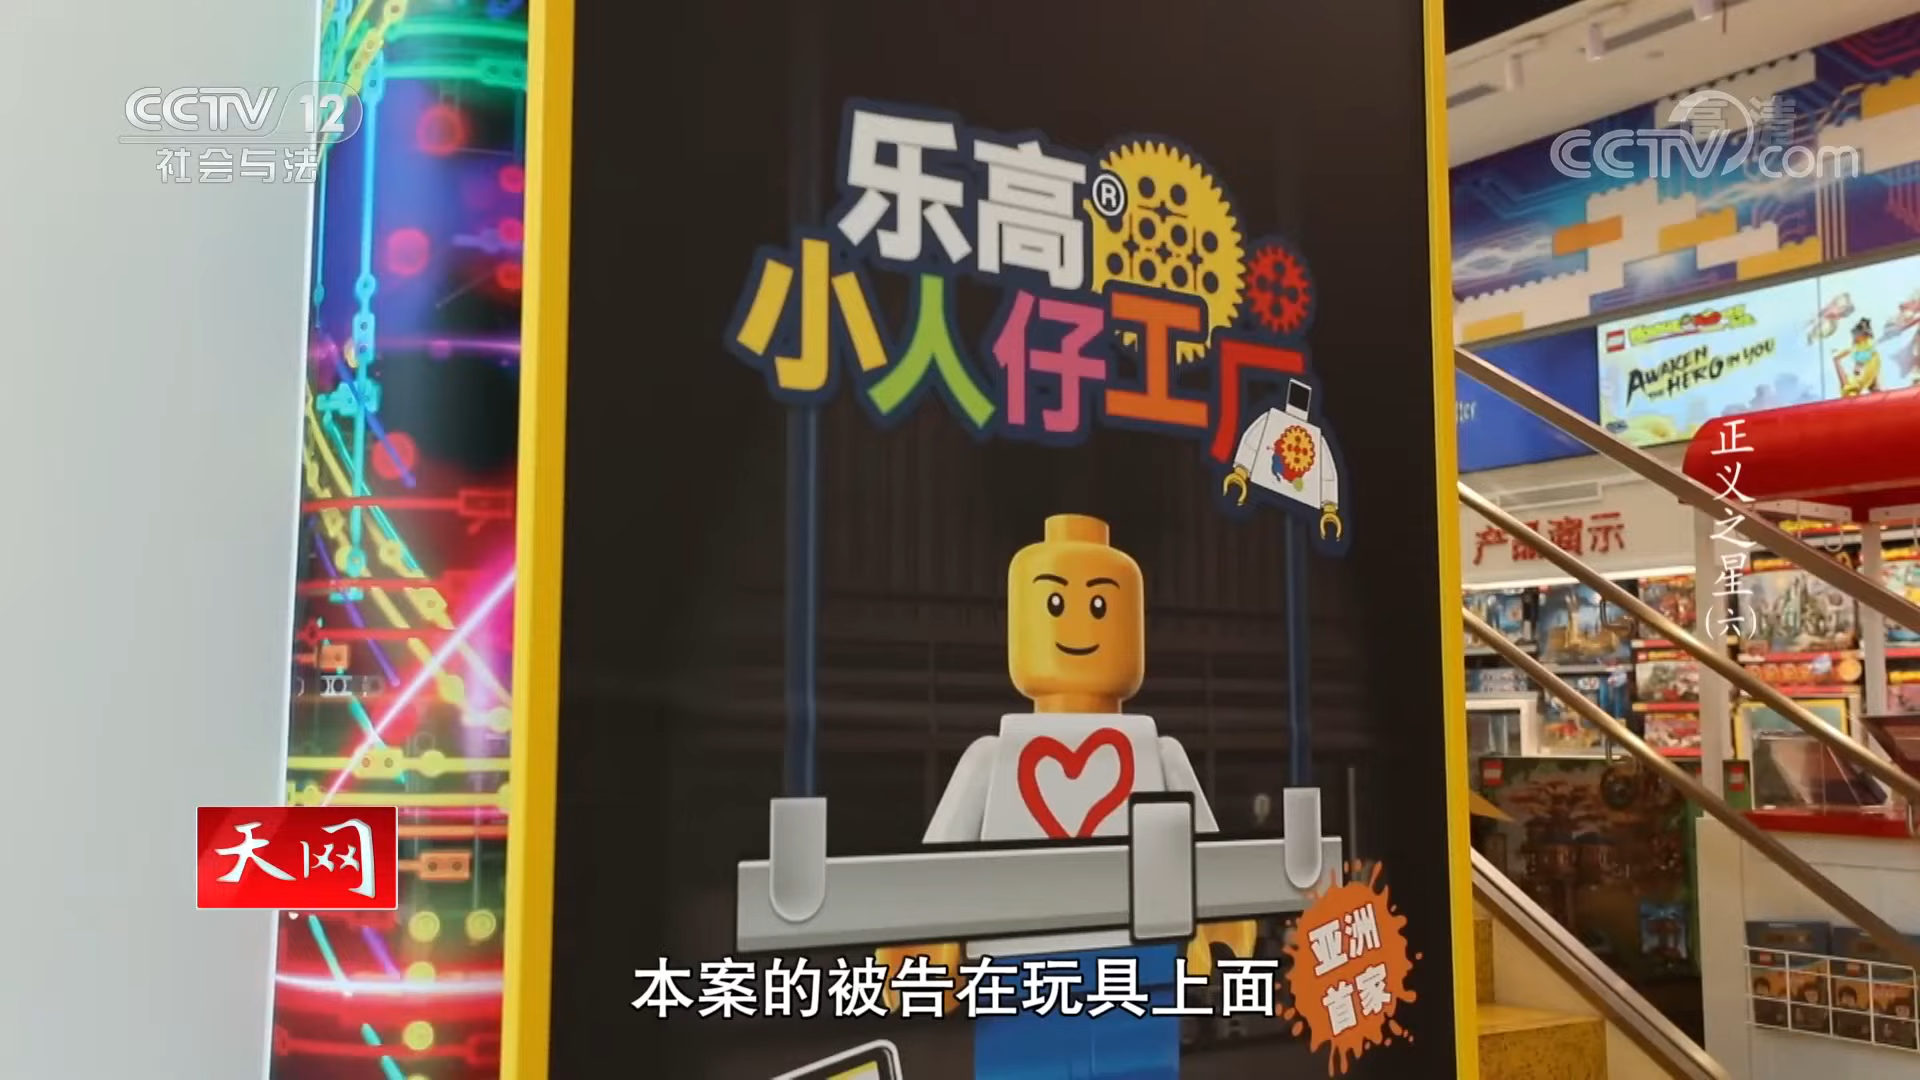 CCTV 12
社会与法
高清
CCTV.com
乐高®
小人仔工厂
AWAKEN
THE HERO IN YOU
产品演示
正义之星(六)
天网
亚洲
首家
本案的被告在玩具上面